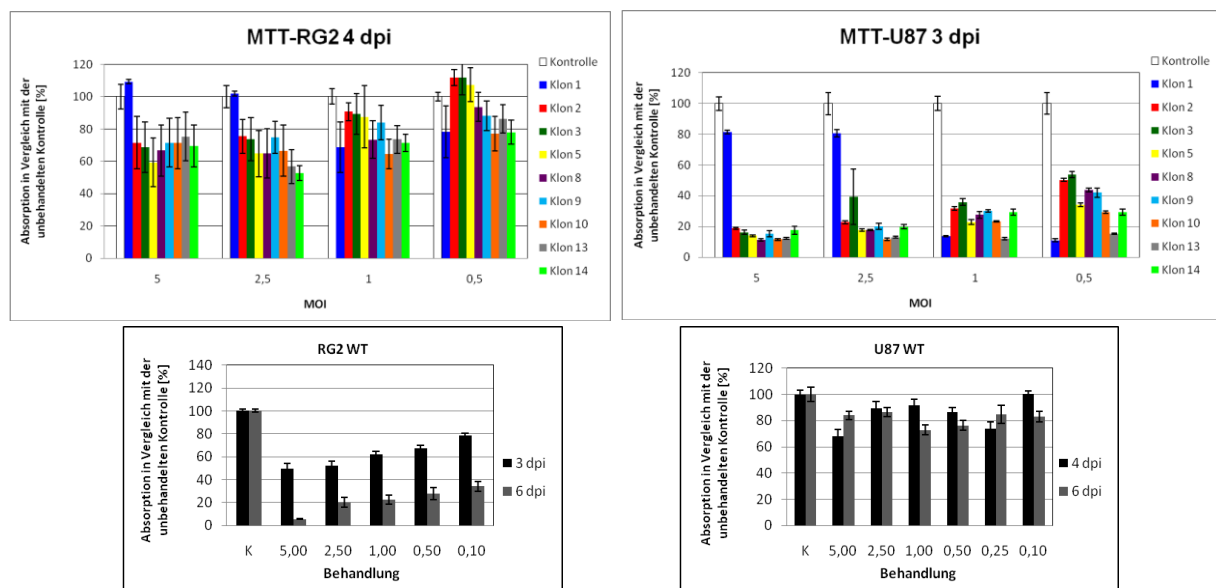 MTT-RG2 4 dpi
Absorption in Vergleich mit der
unbehandelten Kontrolle [%]
120
100
80
60
40
20
0
5
2,5
1
0,5
MOI
Kontrolle
Klon 1
Klon 2
Klon 3
Klon 5
Klon 8
Klon 9
Klon 10
Klon 13
Klon 14
MTT-U87 3 dpi
Absorption in Vergleich mit der
unbehandelten Kontrolle [%]
120
100
80
60
40
20
0
5
2,5
1
0,5
MOI
Kontrolle
Klon 1
Klon 2
Klon 3
Klon 5
Klon 8
Klon 9
Klon 10
Klon 13
Klon 14
RG2 WT
Absorption in Vergleich mit der
unbehandelten Kontrolle [%]
140
120
100
80
60
40
20
0
K 5,00 2,50 1,00 0,50 0,10
Behandlung
3 dpi
6 dpi
U87 WT
Absorption in Vergleich mit der
unbehandelten Kontrolle [%]
120
100
80
60
40
20
0
K 5,00 2,50 1,00 0,50 0,25 0,10
Behandlung
4 dpi
6 dpi